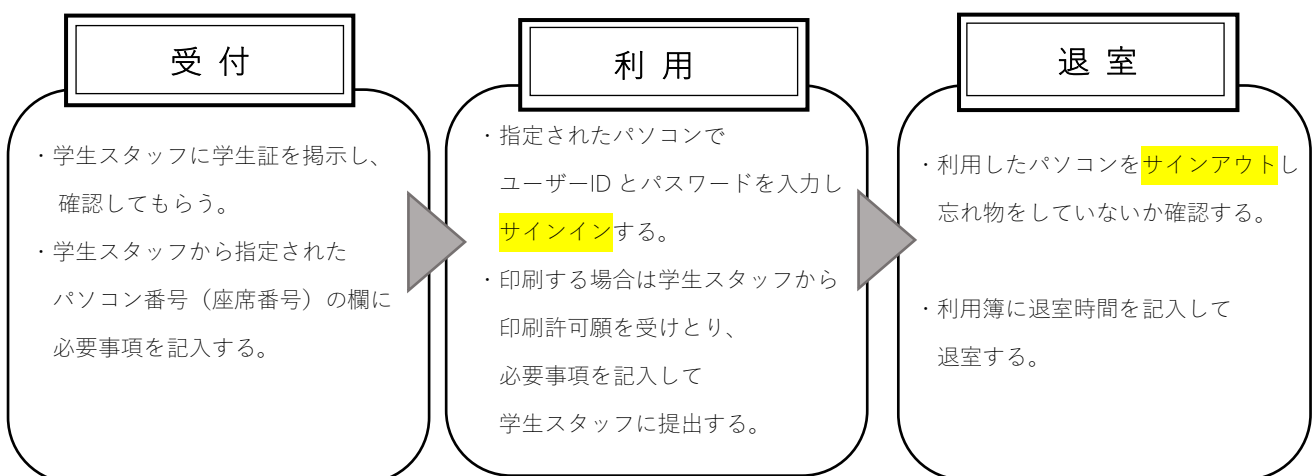 受 付
・学生スタッフに学生証を掲示し、
確認してもらう。
・学生スタッフから指定された
パソコン番号（座席番号）の欄に
必要事項を記入する。
利 用
・指定されたパソコンで
ユーザーID とパスワードを入力し
サインインする。
・印刷する場合は学生スタッフから
印刷許可願を受けとり、
必要事項を記入して
学生スタッフに提出する。
退 室
・利用したパソコンをサインアウトし
忘れ物をしていないか確認する。
・利用簿に退室時間を記入して
退室する。